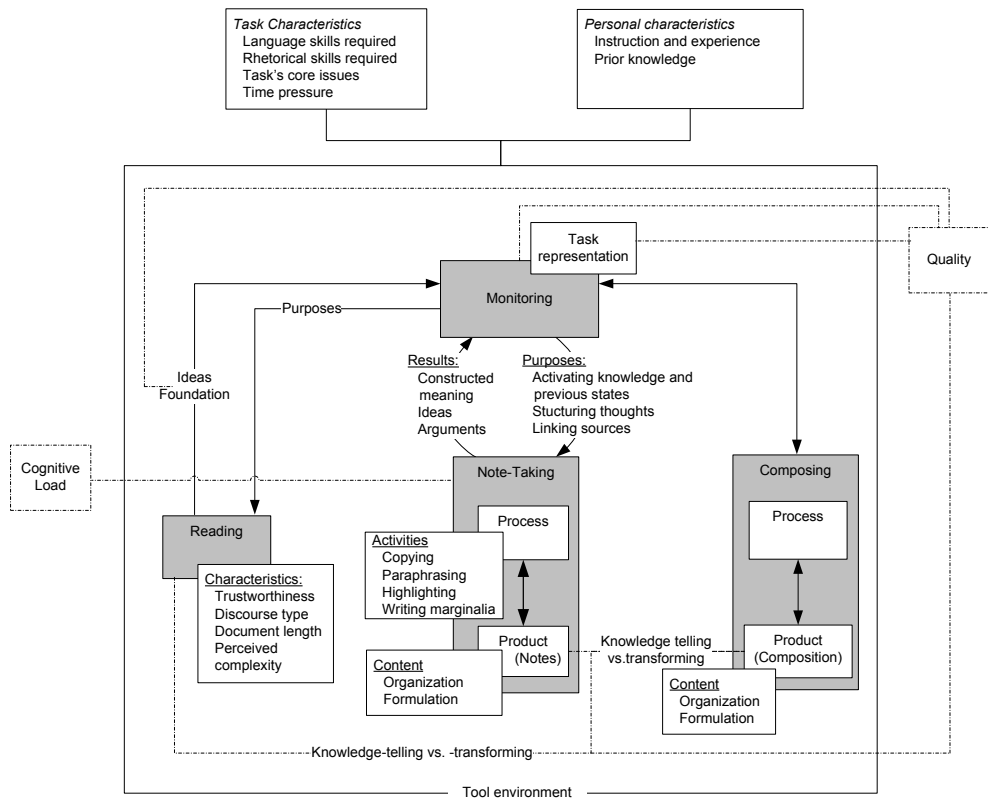 Task Characteristics
Language skills required
Rhetorical skills required
Task's core issues
Time pressure
Personal characteristics
Instruction and experience
Prior knowledge
Task
representation
Quality
Monitoring
Purposes
Ideas
Foundation
Results:
Constructed
meaning
Ideas
Arguments
Purposes:
Activating knowledge and
previous states
Stucturing thoughts
Linking sources
Cognitive
Load
Note-Taking
Composing
Reading
Process
Process
Activities
Copying
Paraphrasing
Highlighting
Writing marginalia
Characteristics:
Trustworthiness
Discourse type
Document length
Perceived
complexity
Product
(Notes)
Knowledge telling
vs.transforming
Product
(Composition)
Content
Organization
Formulation
Content
Organization
Formulation
Knowledge-telling vs. -transforming
Tool environment